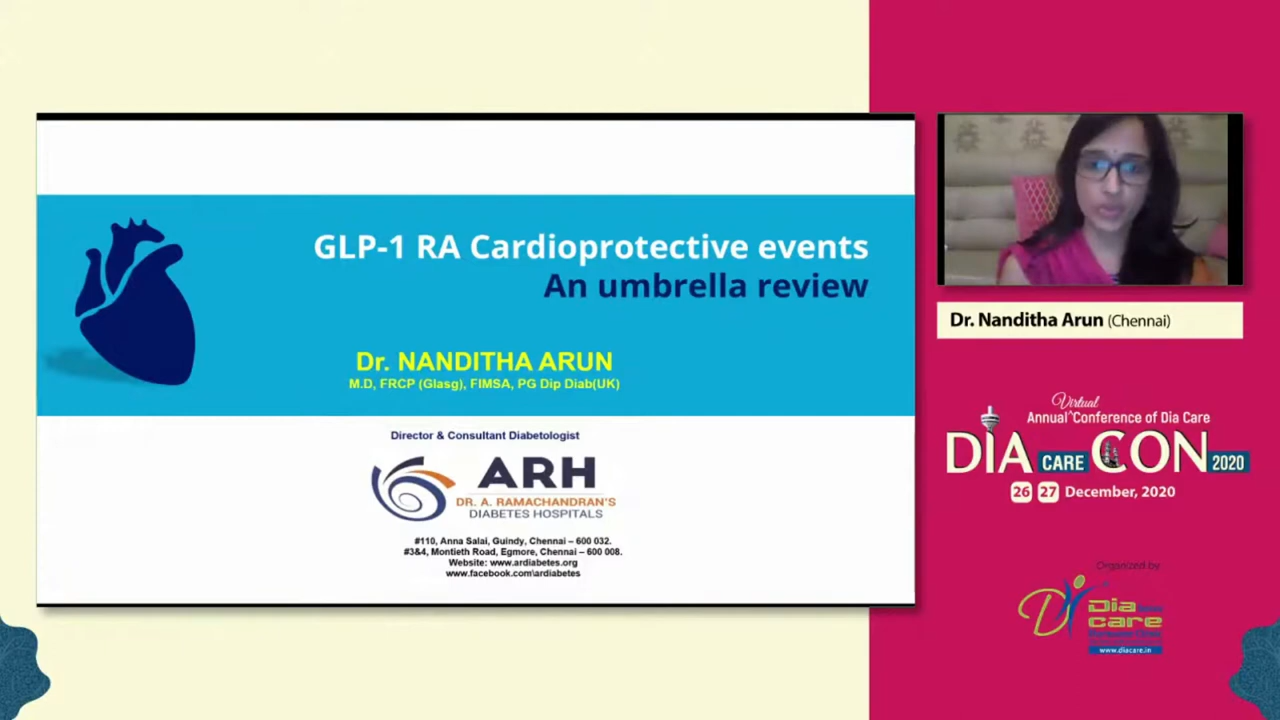 GLP-1 RA Cardioprotective events
An umbrella review
Dr. NANDITHA ARUN
M.D, FRCP (Glasg), FIMSA, PG Dip Diab(UK)
Director & Consultant Diabetologist
ARH
DR. A. RAMACHANDRAN'S
DIABETES HOSPITALS
#110, Anna Salai, Guindy, Chennai – 600 032.
#3&4, Montieth Road, Egmore, Chennai – 600 008.
Website: www.ardiabetes.org
www.facebook.com\ardiabetes
Dr. Nanditha Arun (Chennai)
Virtual
Annual^Conference of Dia Care
DIA CARE CON 2020
26 27 December, 2020
Organized by
Dia
care
www.diacare.in